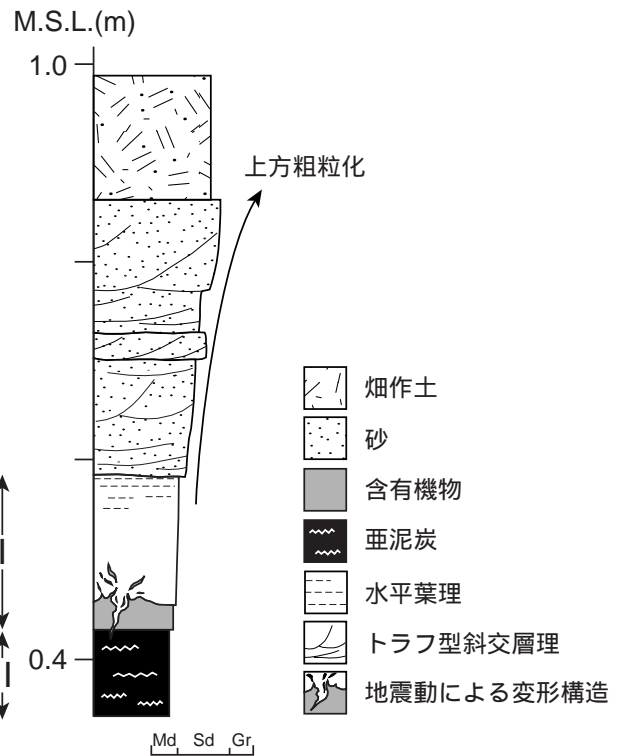 M.S.L.(m)
1.0
上方粗粒化
0.4
Md Sd Gr
畑作土
砂
含有機物
亜泥炭
水平葉理
トラフ型斜交層理
地震動による変形構造